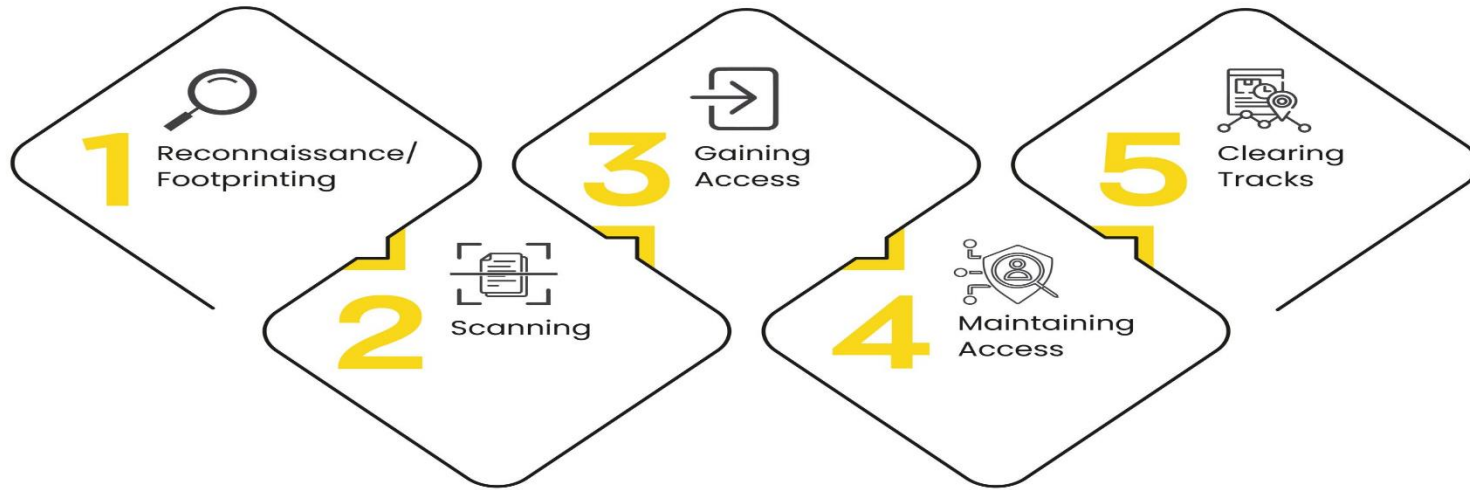 1
Reconnaissance/
Footprinting
2
Scanning
3
Gaining
Access
4
Maintaining
Access
5
Clearing
Tracks